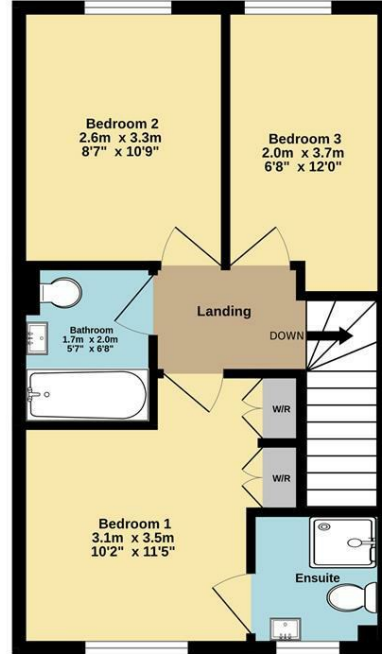 Bedroom 2
2.6m x 3.3m
8'7" x 10'9"
Bedroom 3
2.0m x 3.7m
6'8" x 12'0"
Bathroom
1.7m x 2.0m
5'7" x 6'8"
Landing
DOWN
W/R
W/R
Bedroom 1
3.1m x 3.5m
10'2" x 11'5"
Ensuite